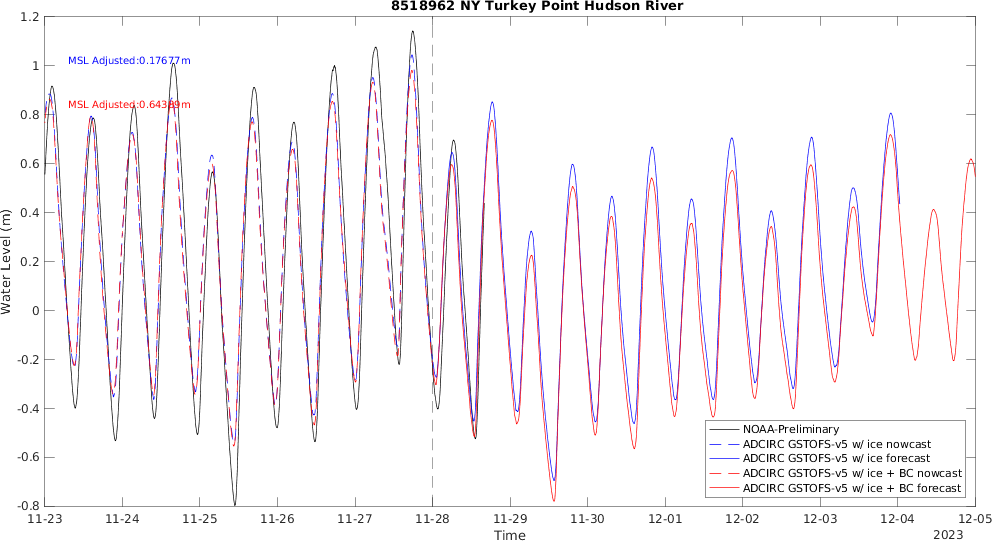 8518962 NY Turkey Point Hudson River
1.2
1
0.8
0.6
0.4
0.2
0
-0.2
-0.4
-0.6
-0.8
Water Level (m)
MSL Adjusted:0.17677m
MSL Adjusted:0.64389m
NOAA-Preliminary
ADCIRC GSTOFS-v5 w/ ice nowcast
ADCIRC GSTOFS-v5 w/ ice forecast
ADCIRC GSTOFS-v5 w/ ice + BC nowcast
ADCIRC GSTOFS-v5 w/ ice + BC forecast
11-23 11-24 11-25 11-26 11-27 11-28 11-29 11-30 12-01 12-02 12-03 12-04 12-05
Time
2023